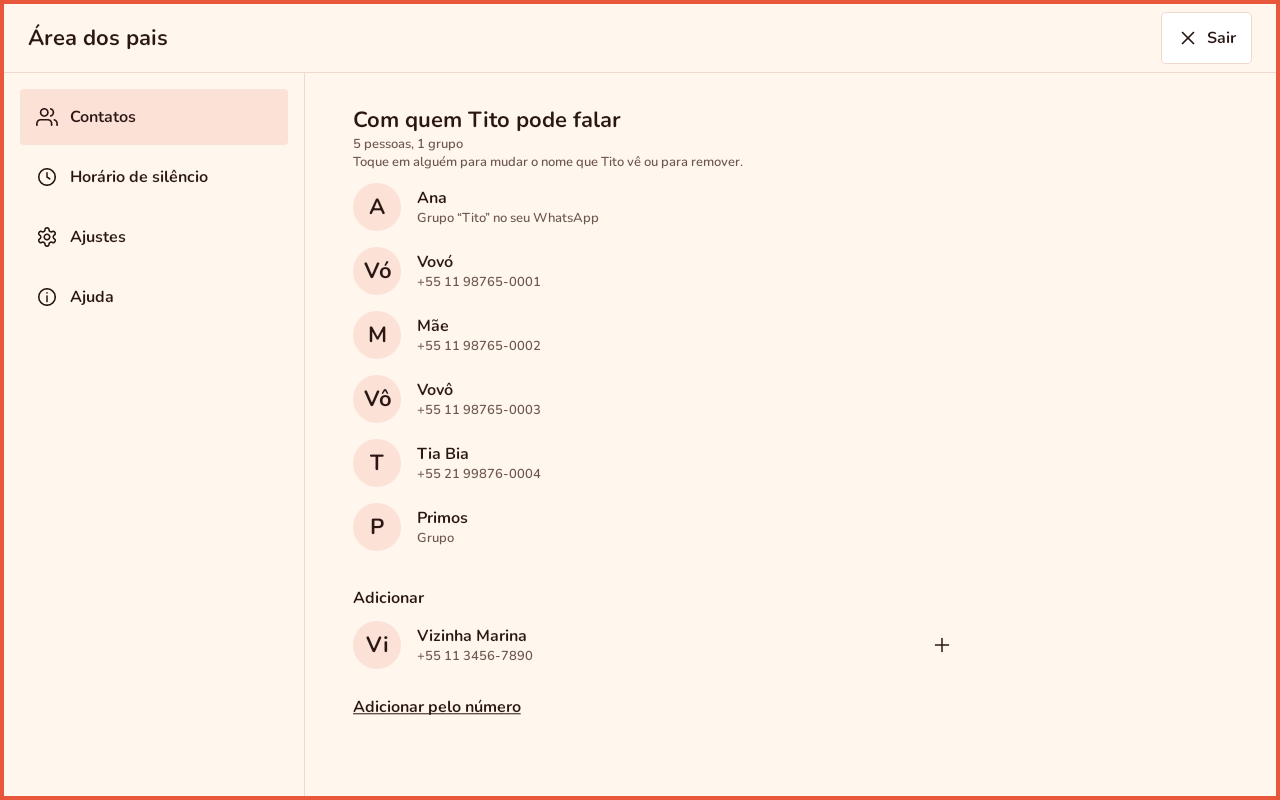 Área dos pais
Sair
Contatos
Horário de silêncio
Ajustes
Ajuda
Com quem Tito pode falar
5 pessoas, 1 grupo
Toque em alguém para mudar o nome que Tito vê ou para remover.
A
Ana
Grupo “Tito” no seu WhatsApp
Vó
Vovó
+55 11 98765-0001
M
Mãe
+55 11 98765-0002
Vô
Vovô
+55 11 98765-0003
T
Tia Bia
+55 21 99876-0004
P
Primos
Grupo
Adicionar
Vi
Vizinha Marina
+55 11 3456-7890
Adicionar pelo número